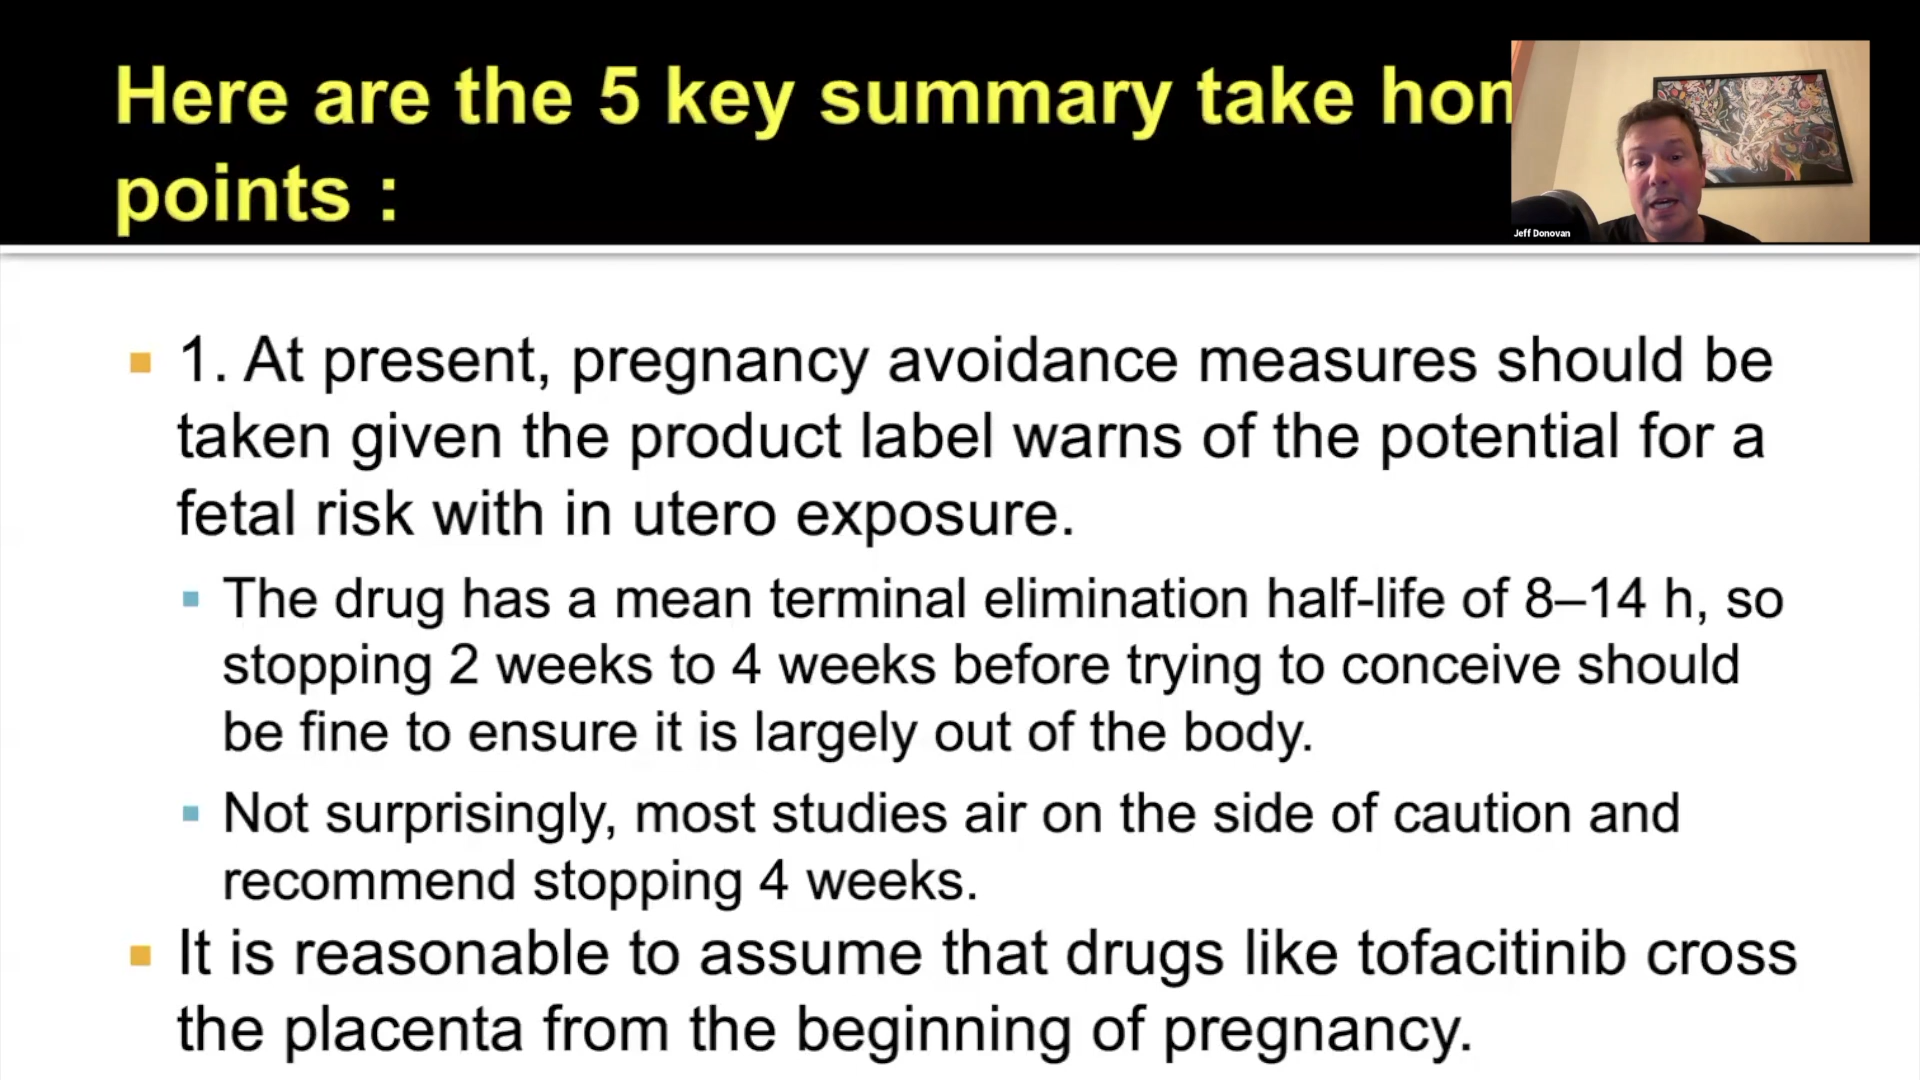 Here are the 5 key summary take hom
points :
Jeff Donovan
1. At present, pregnancy avoidance measures should be
taken given the product label warns of the potential for a
fetal risk with in utero exposure.
The drug has a mean terminal elimination half-life of 8–14 h, so
stopping 2 weeks to 4 weeks before trying to conceive should
be fine to ensure it is largely out of the body.
Not surprisingly, most studies air on the side of caution and
recommend stopping 4 weeks.
It is reasonable to assume that drugs like tofacitinib cross
the placenta from the beginning of pregnancy.